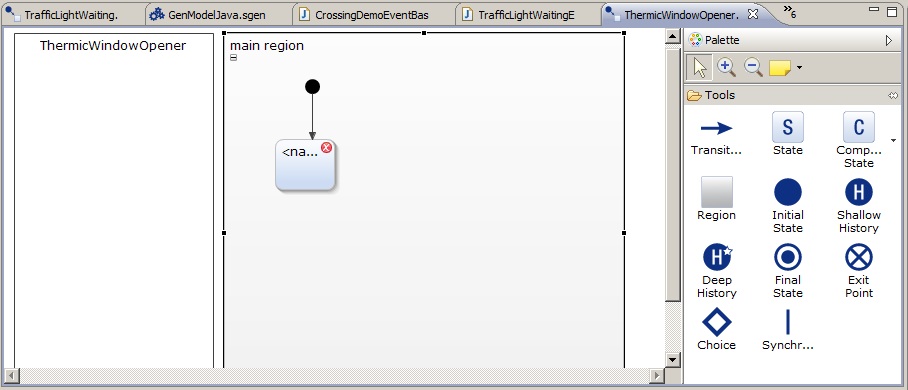 TrafficLightWaiting.
GenModelJava.sgen
CrossingDemoEventBas
TrafficLightWaitingE
ThermicWindowOpener.
»6
ThermicWindowOpener
main region
<na...
Palette
Tools
Transit...
State
Comp...
State
Region
Initial
State
Shallow
History
Deep
History
Final
State
Exit
Point
Choice
Synchr...
S
C
H
H
J
J